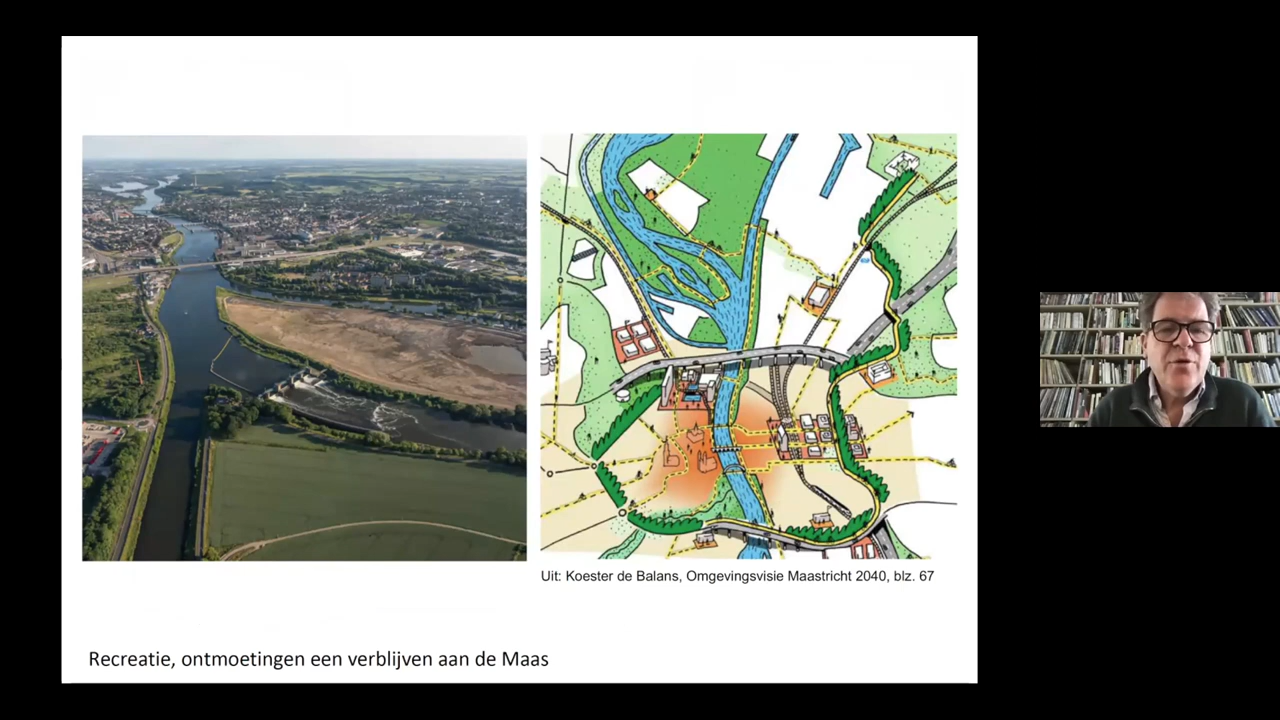 Uit: Koester de Balans, Omgevingsvisie Maastricht 2040, blz. 67
Recreatie, ontmoetingen een verblijven aan de Maas